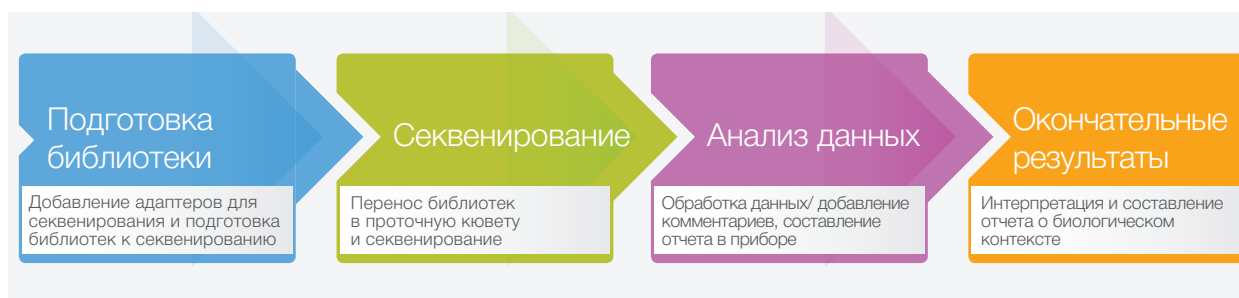 Подготовка
библиотеки
Добавление адаптеров для
секвенирования и подготовка
библиотек к секвенированию
Секвенирование
Перенос библиотек
в проточную кювету
и секвенирование
Анализ данных
Обработка данных/ добавление
комментариев, составление
отчета в приборе
Окончательные
результаты
Интерпретация и составление
отчета о биологическом
контексте